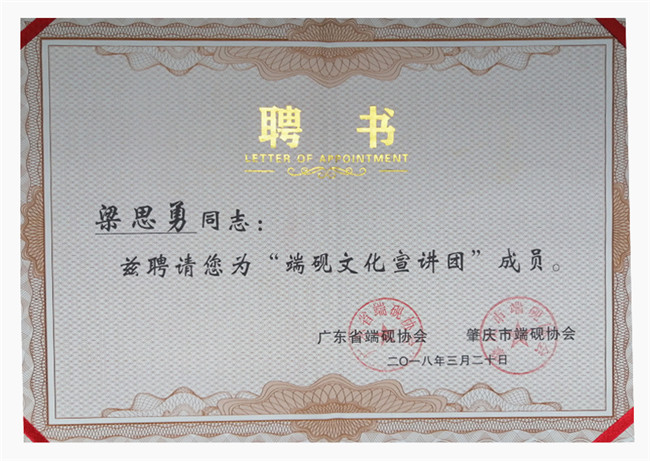 聘 书
LETTER OF APPOINTMENT
梁思勇同志：
兹聘请您为“端砚文化宣讲团”成员。
广东省端砚协会 肇庆市端砚协会
二〇一八年三月二十日